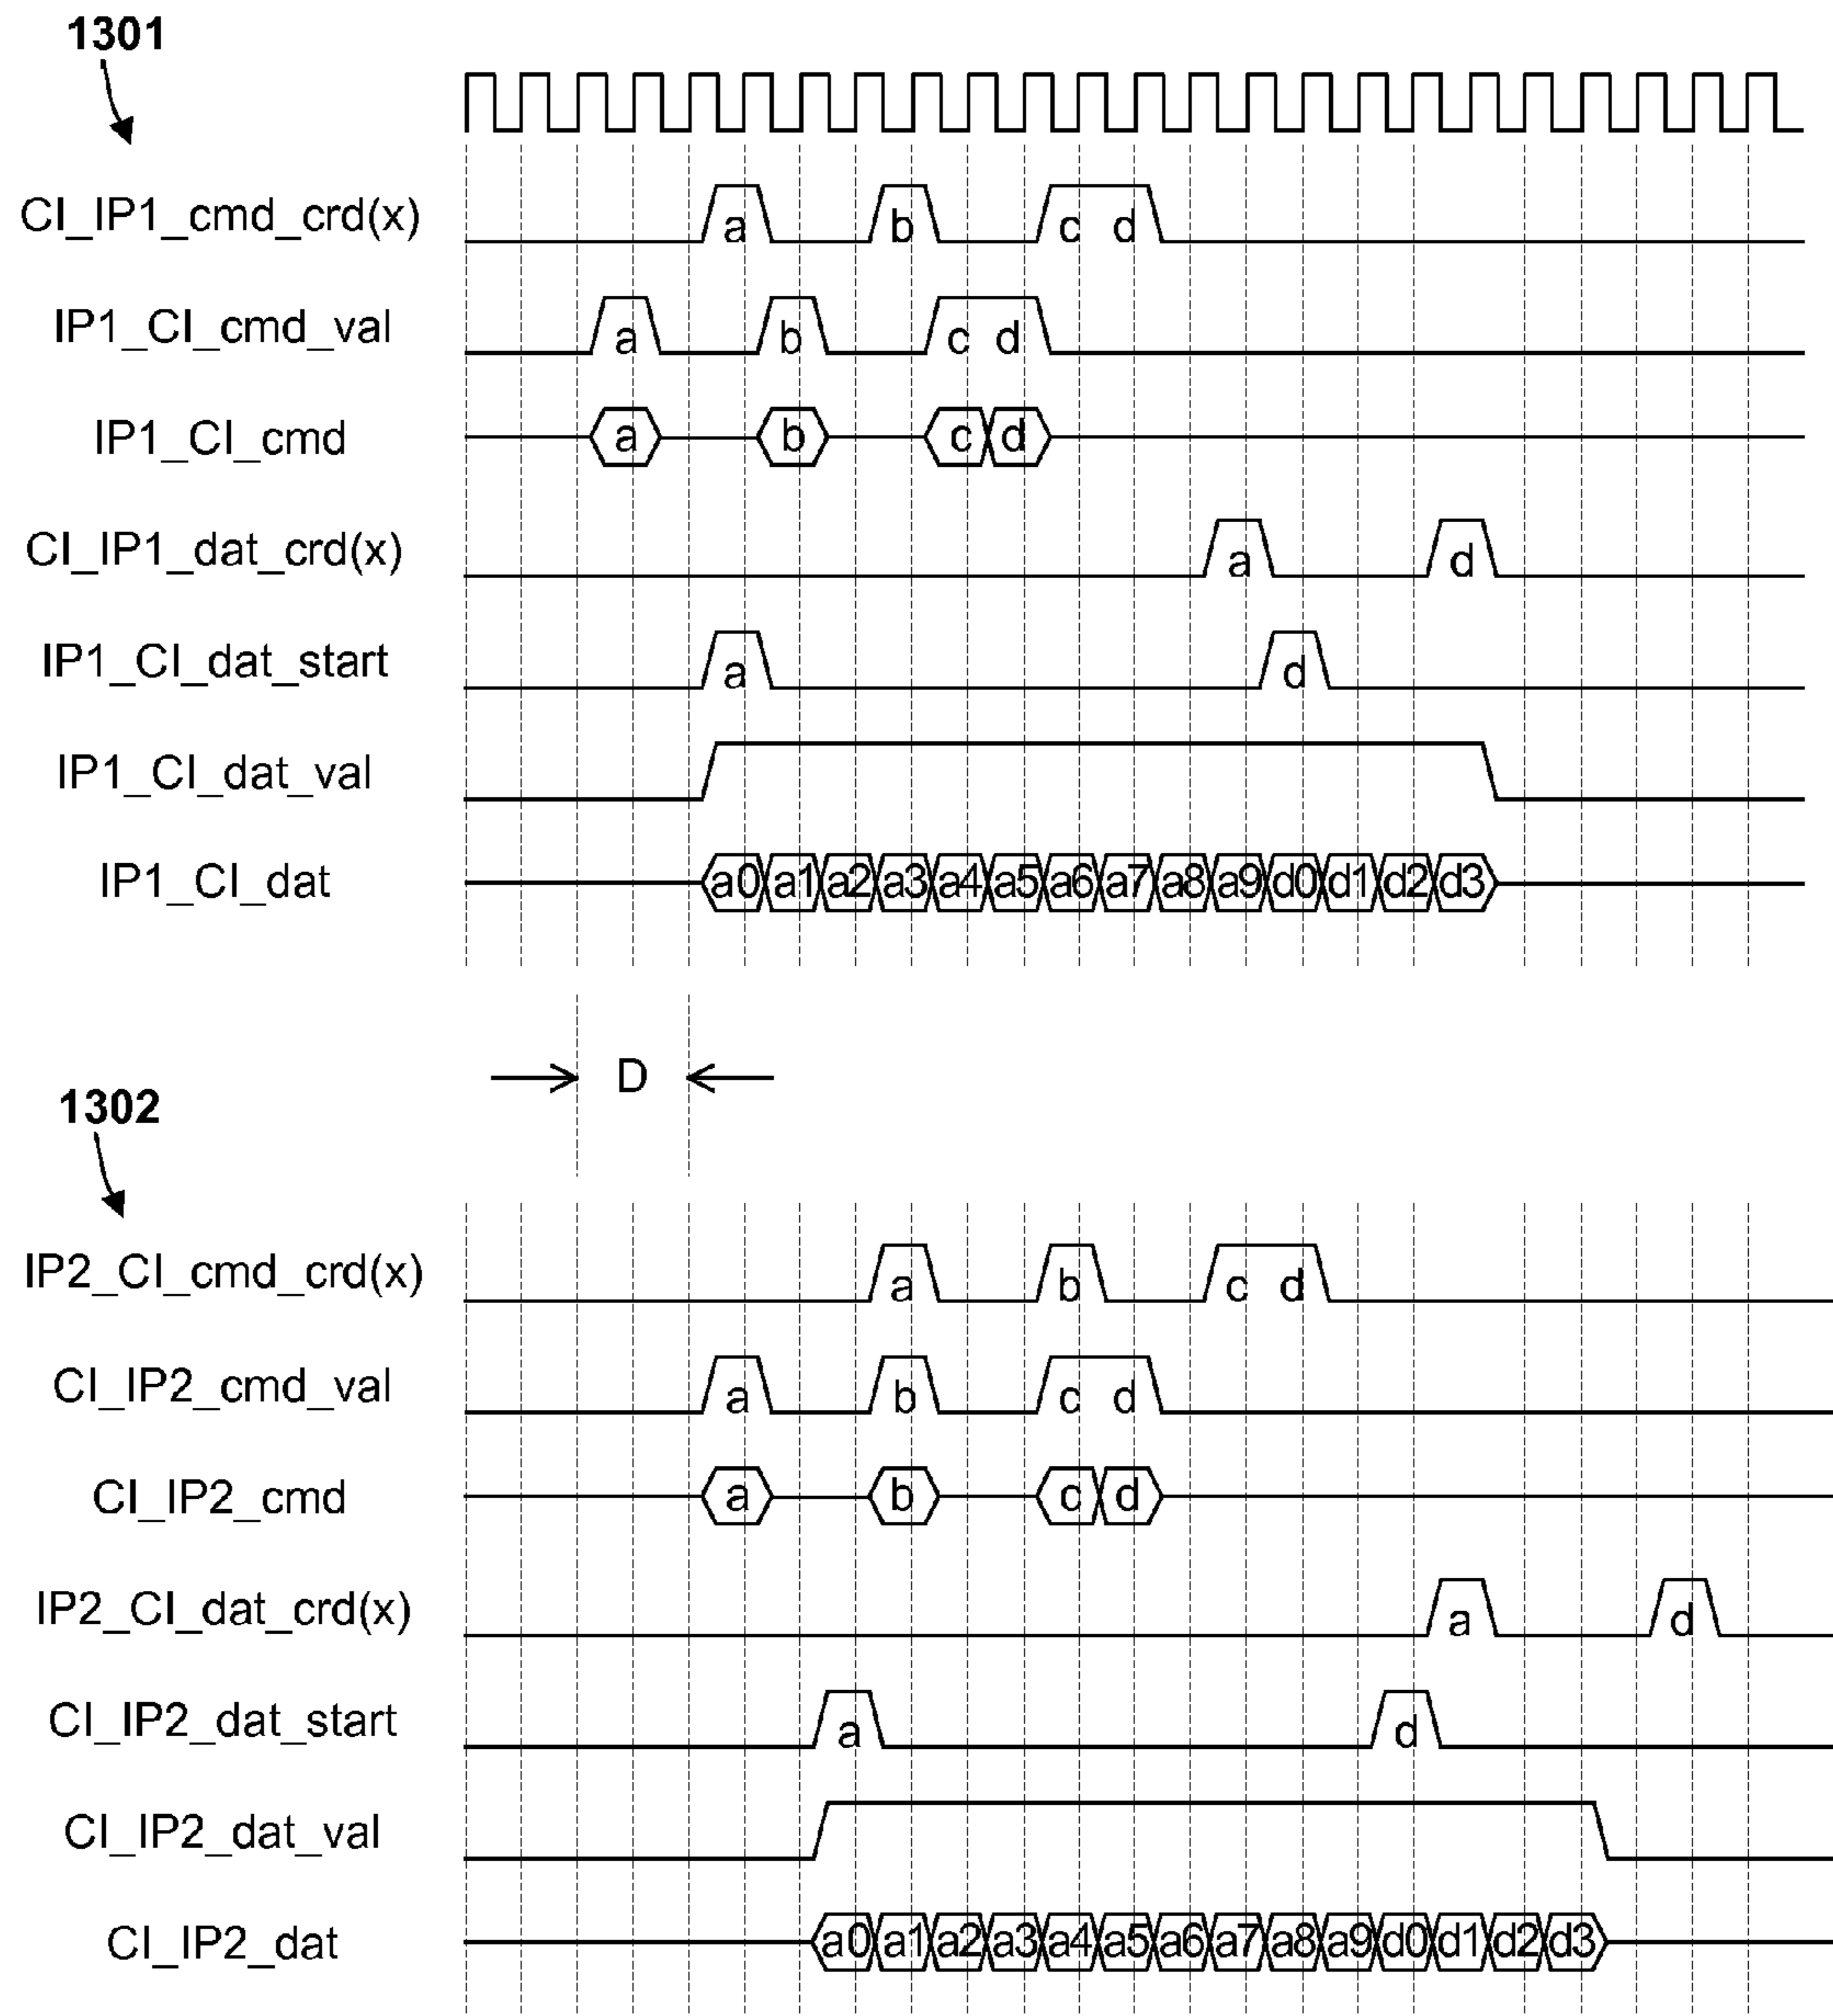 1301
CI_IP1_cmd_crd(x) a b c d
IP1_CI_cmd_val a b c d
IP1_CI_cmd a b c d
CI_IP1_dat_crd(x) a d
IP1_CI_dat_start a d
IP1_CI_dat_val
IP1_CI_dat a0 a1 a2 a3 a4 a5 a6 a7 a8 a9 d0 d1 d2 d3
D
1302
IP2_CI_cmd_crd(x) a b c d
CI_IP2_cmd_val a b c d
CI_IP2_cmd a b c d
IP2_CI_dat_crd(x) a d
CI_IP2_dat_start a d
CI_IP2_dat_val
CI_IP2_dat a0 a1 a2 a3 a4 a5 a6 a7 a8 a9 d0 d1 d2 d3